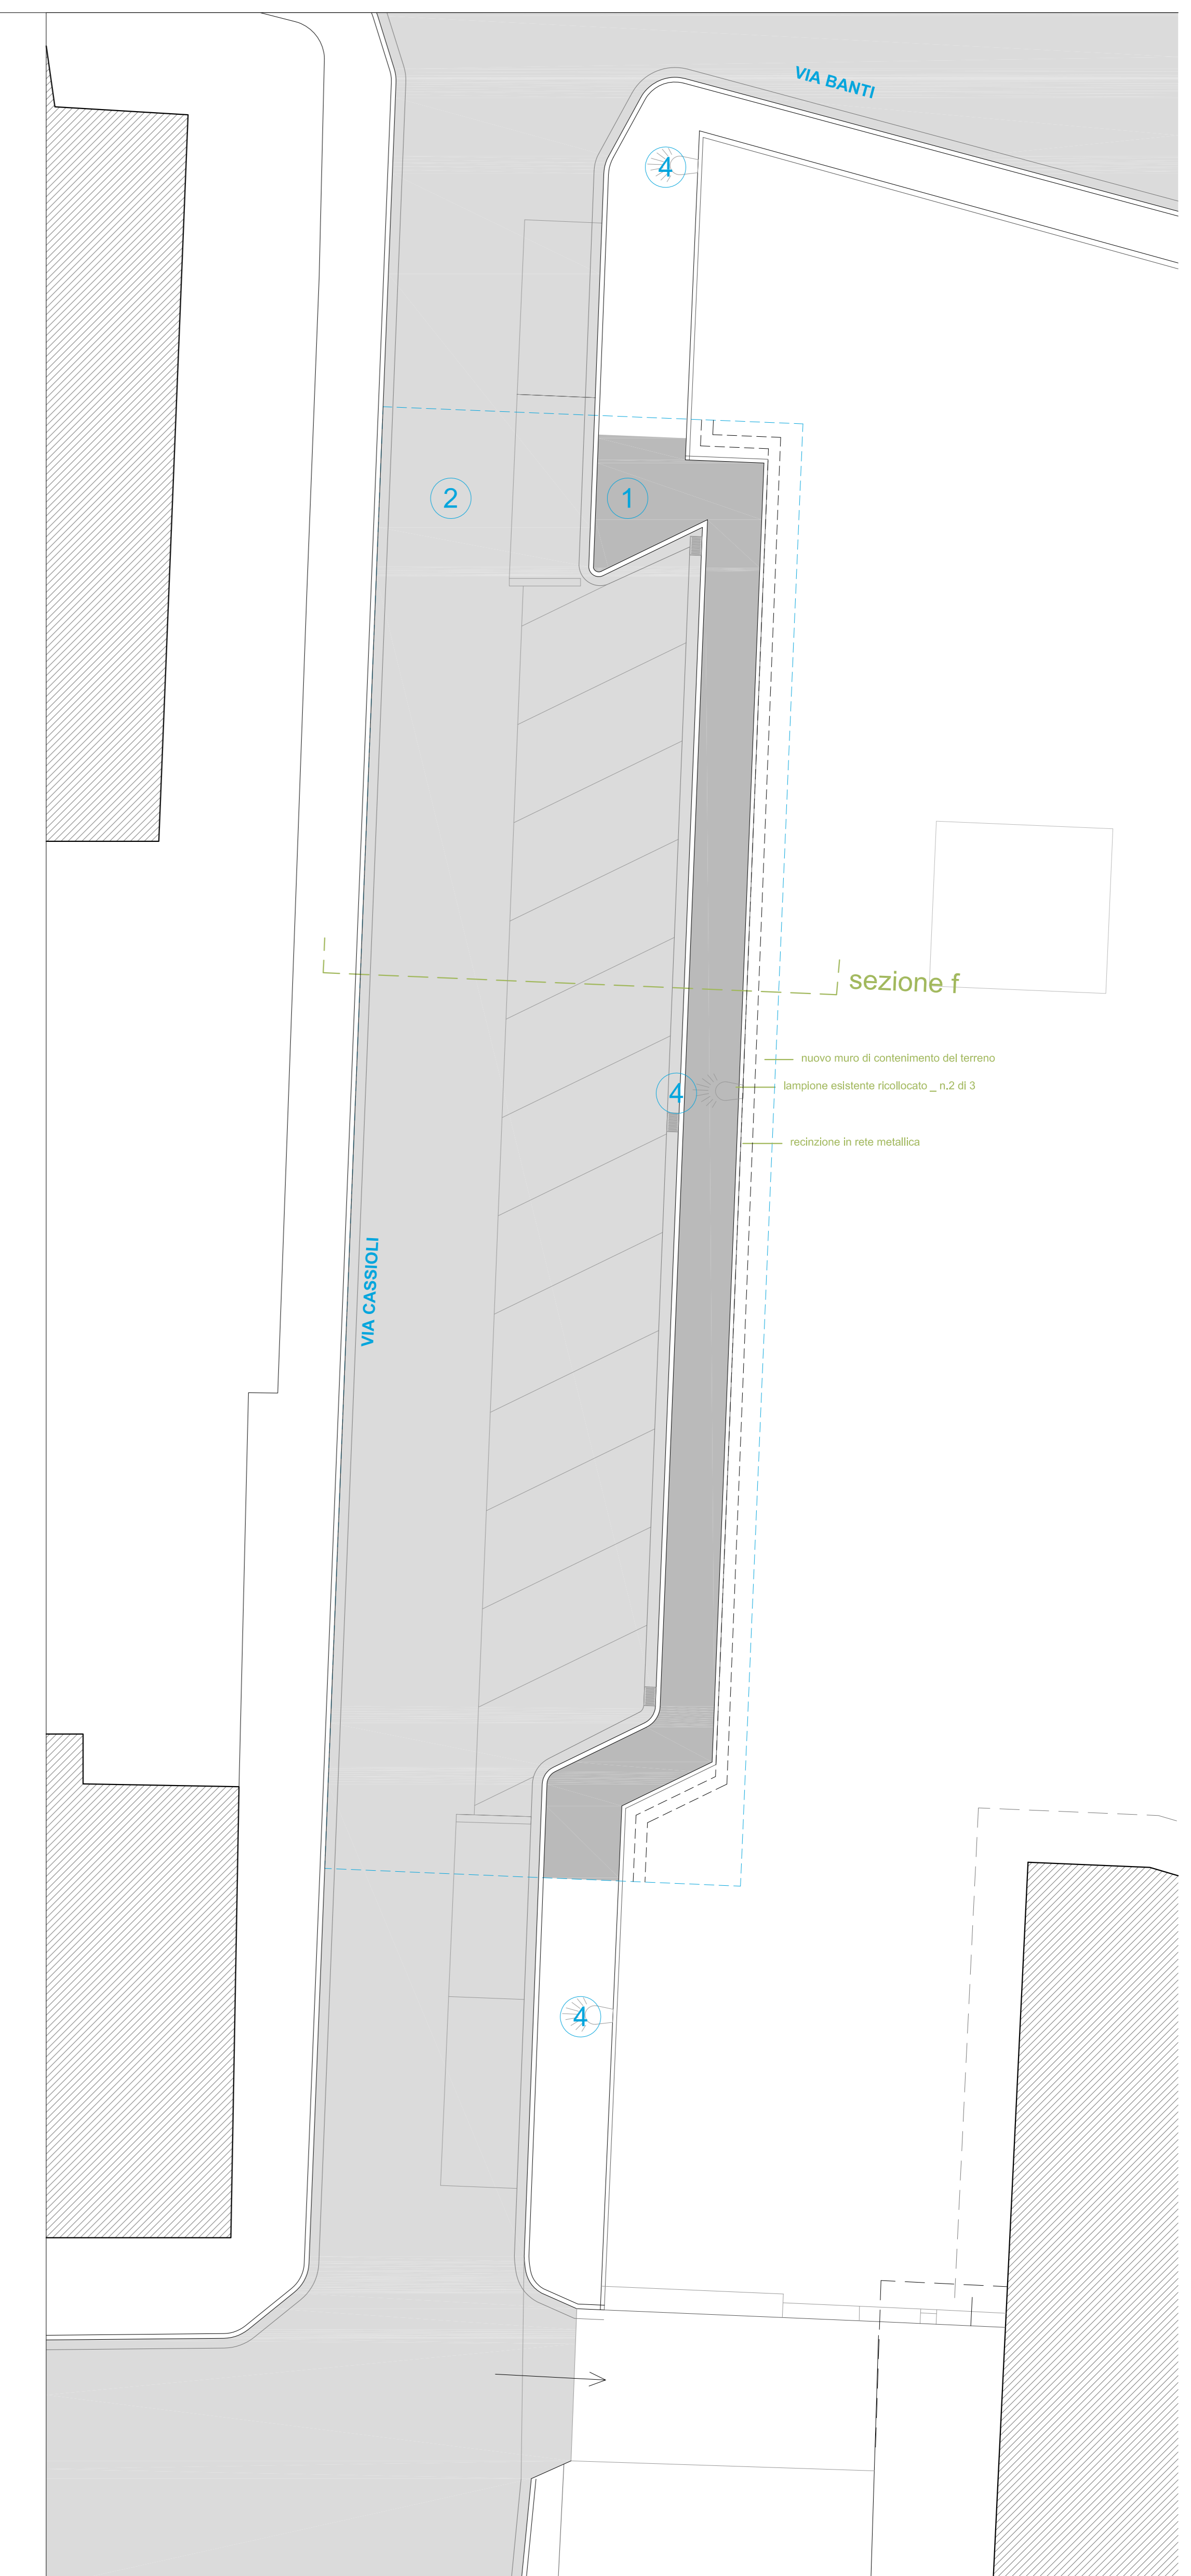 VIA BANTI
4
2
1
sezione f
nuovo muro di contenimento del terreno
lampione esistente ricollocato _ n.2 di 3
4
recinzione in rete metallica
VIA CASSIOLI
4